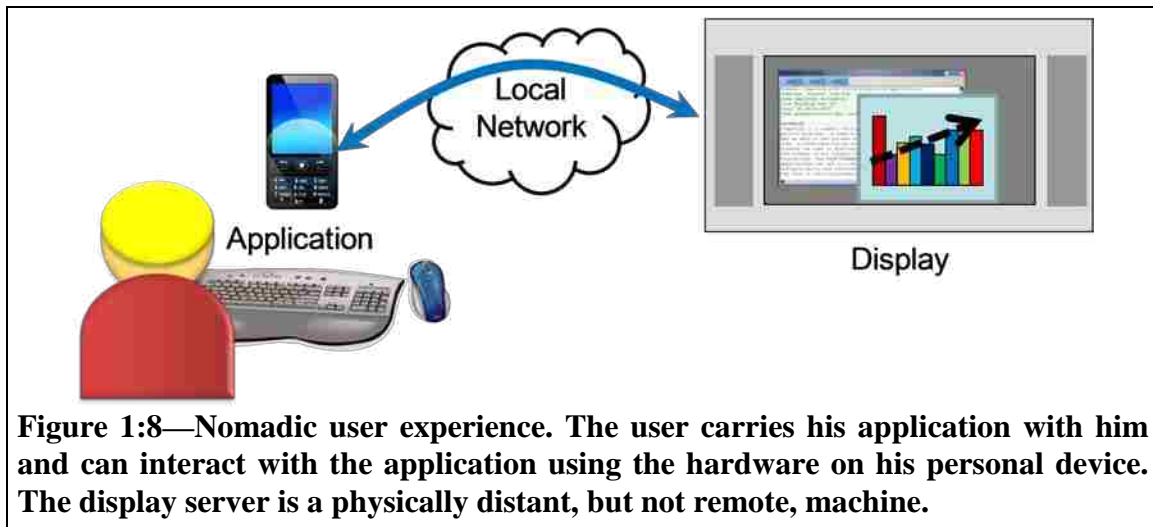 Local
Network
Application
Display
Figure 1:8—Nomadic user experience. The user carries his application with him
and can interact with the application using the hardware on his personal device.
The display server is a physically distant, but not remote, machine.